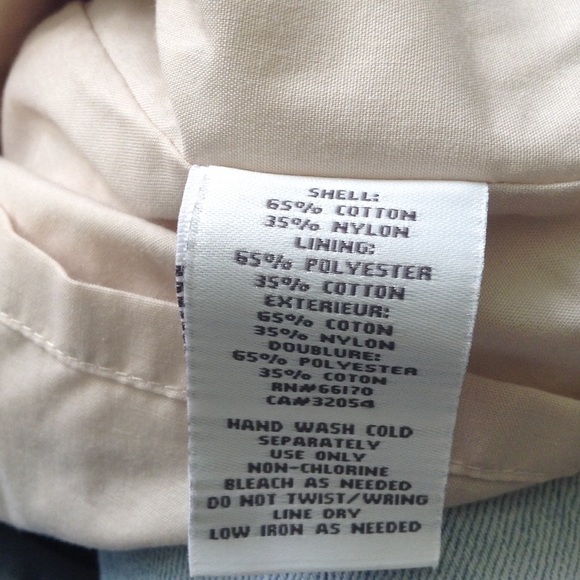 SHELL:
65% COTTON
35% NYLON
LINING:
65% POLYESTER
35% COTTON
EXTERIEUR:
65% COTON
35% NYLON
DOUBLURE:
65% POLYESTER
35% COTON
RN#66170
CA#32054
HAND WASH COLD
SEPARATELY
USE ONLY
NON-CHLORINE
BLEACH AS NEEDED
DO NOT TWIST/WRING
LINE DRY
LOW IRON AS NEEDED